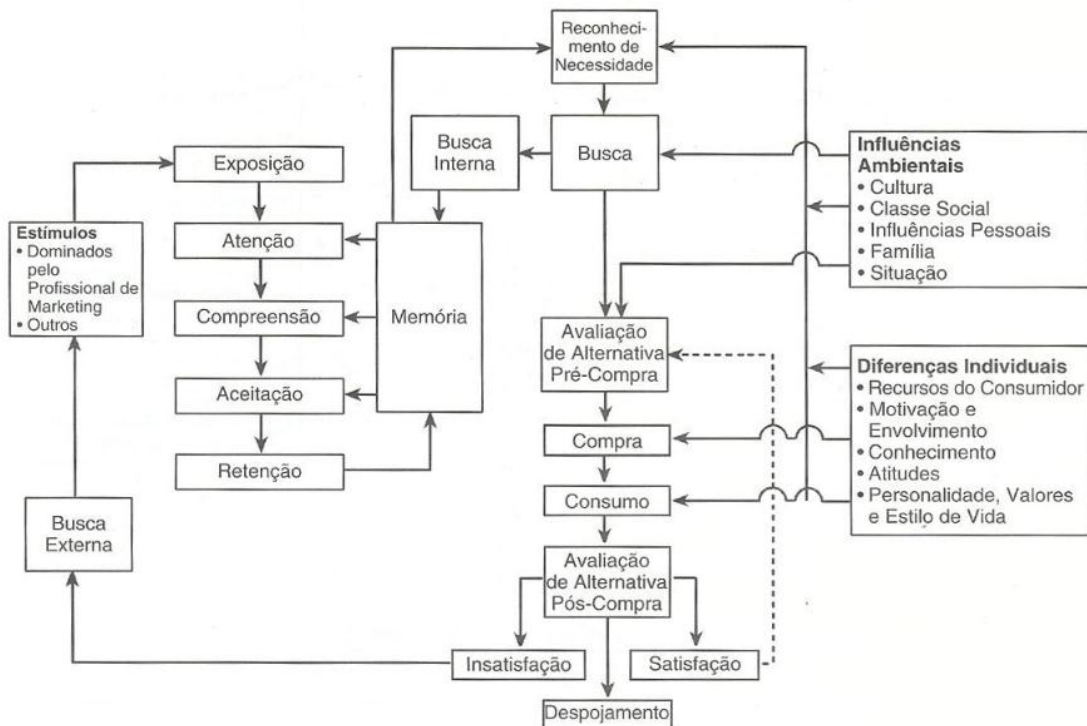 Reconheci-
mento de
Necessidade
Busca
Interna
Busca
Exposição
Atenção
Compreensão
Aceitação
Retenção
Memória
Estímulos
• Dominados
pelo
Profissional de
Marketing
• Outros
Busca
Externa
Influências
Ambientais
• Cultura
• Classe Social
• Influências Pessoais
• Família
• Situação
Avaliação
de Alternativa
Pré-Compra
Diferenças Individuais
• Recursos do Consumidor
• Motivação e
Envolvimento
• Conhecimento
• Atitudes
• Personalidade, Valores
e Estilo de Vida
Compra
Consumo
Avaliação
de Alternativa
Pós-Compra
Insatisfação
Satisfação
Despojamento